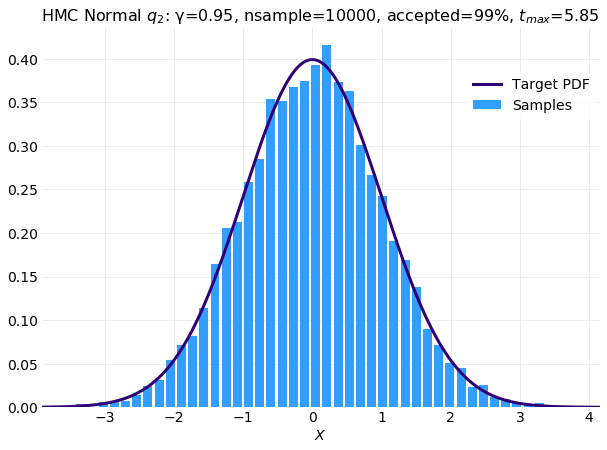 HMC Normal q₂: γ=0.95, nsample=10000, accepted=99%, tₘₐₓ=5.85
0.40
0.35
0.30
0.25
0.20
0.15
0.10
0.05
0.00
Target PDF
Samples
−3 −2 −1 0 1 2 3 4
X